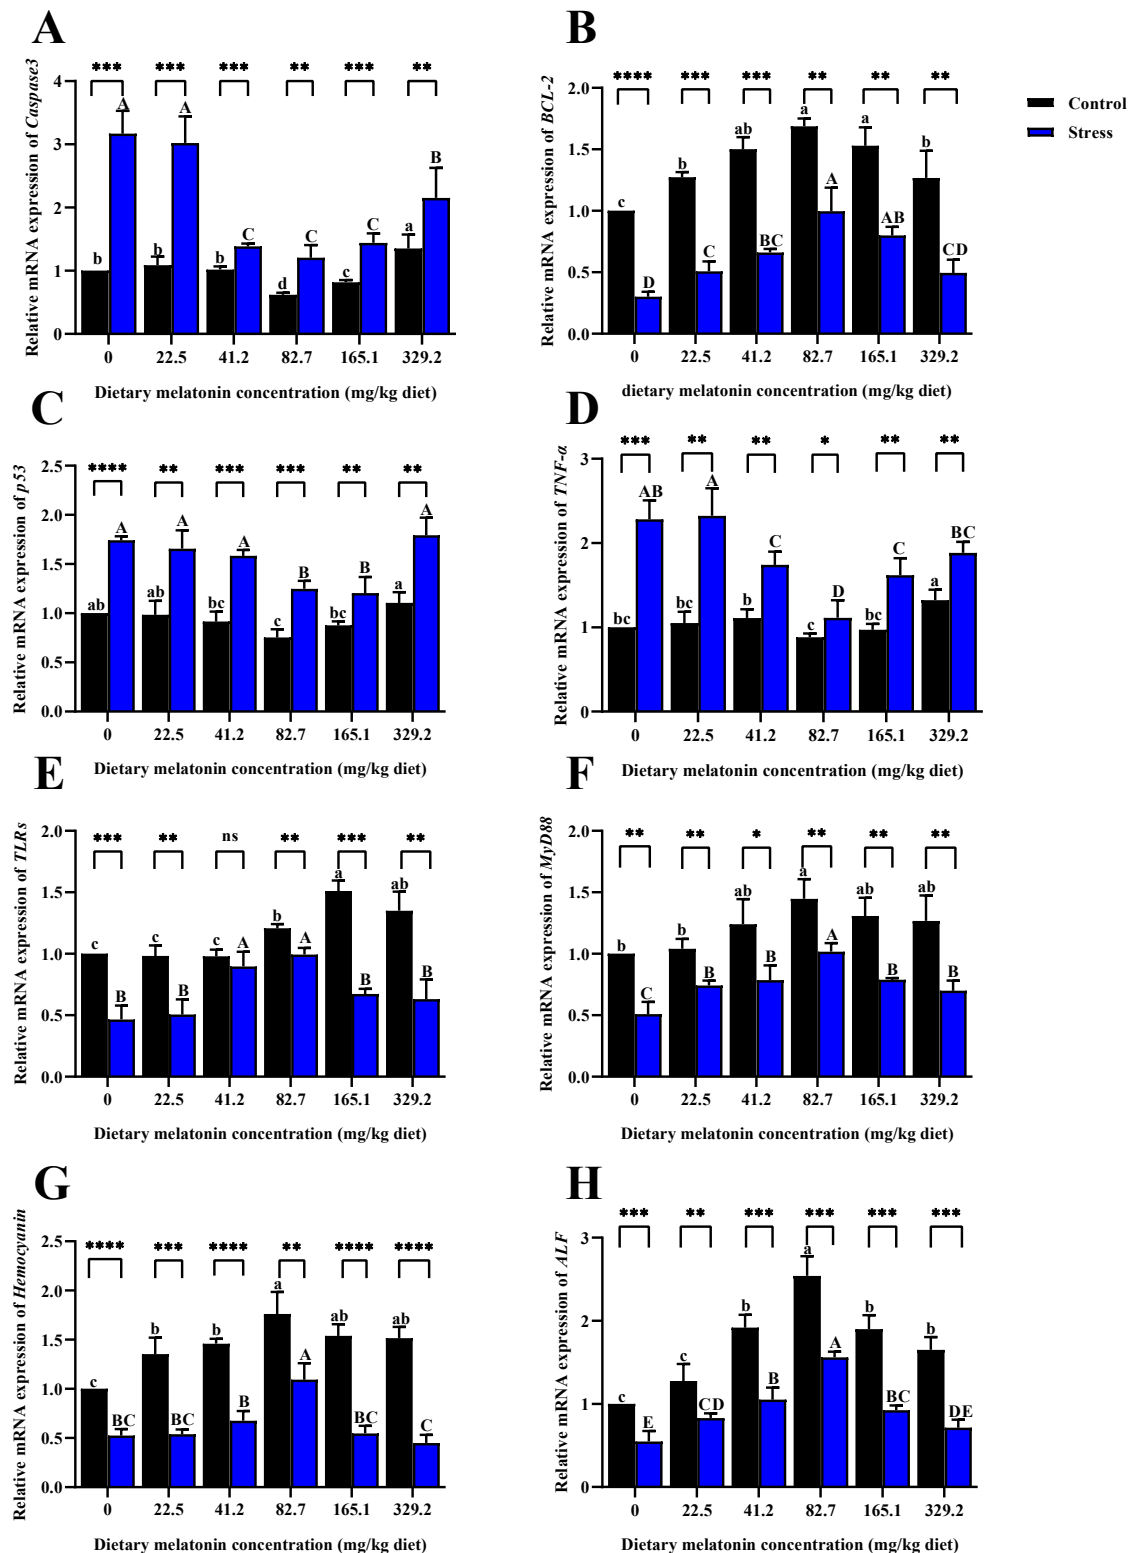 A
Relative mRNA expression of Caspase3
*** *** *** ** *** **
4
3
2
1
0
b A b A b C d C c C a B
0 22.5 41.2 82.7 165.1 329.2
Dietary melatonin concentration (mg/kg diet)
B
Relative mRNA expression of BCL-2
**** *** *** ** ** **
2.0
1.5
1.0
0.5
0.0
c D b C ab BC a A a AB b CD
0 22.5 41.2 82.7 165.1 329.2
dietary melatonin concentration (mg/kg diet)
Control
Stress
C
Relative mRNA expression of p53
**** ** *** *** ** **
2.5
2.0
1.5
1.0
0.5
0.0
ab A ab A bc A c B bc B a A
0 22.5 41.2 82.7 165.1 329.2
Dietary melatonin concentration (mg/kg diet)
D
Relative mRNA expression of TNF-α
*** ** ** * ** **
3
2
1
0
bc AB bc A b C c D bc C a BC
0 22.5 41.2 82.7 165.1 329.2
Dietary melatonin concentration (mg/kg diet)
E
Relative mRNA expression of TLRs
*** ** ns ** *** **
2.0
1.5
1.0
0.5
0.0
c B c B c A b A a B ab B
0 22.5 41.2 82.7 165.1 329.2
Dietary melatonin concentration (mg/kg diet)
F
Relative mRNA expression of MyD88
** ** * ** ** **
2.0
1.5
1.0
0.5
0.0
b C b B ab B a A ab B ab B
0 22.5 41.2 82.7 165.1 329.2
Dietary melatonin concentration (mg/kg diet)
G
Relative mRNA expression of Hemocyanin
**** *** **** ** **** ****
2.5
2.0
1.5
1.0
0.5
0.0
c BC b BC b B a A ab BC ab C
0 22.5 41.2 82.7 165.1 329.2
Dietary melatonin concentration (mg/kg diet)
H
Relative mRNA expression of ALF
*** ** *** *** *** ***
3
2
1
0
c E c CD b B a A b BC b DE
0 22.5 41.2 82.7 165.1 329.2
Dietary melatonin concentration (mg/kg diet)